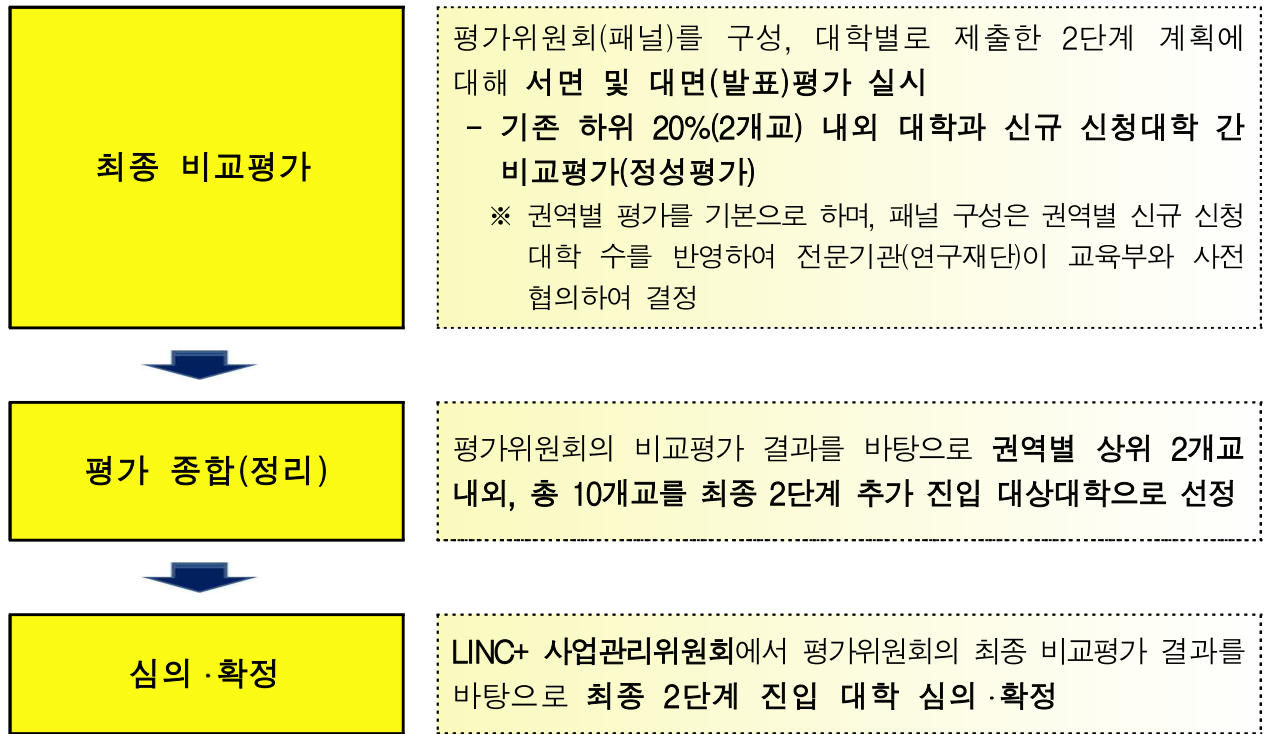 최종 비교평가
평가위원회(패널)를 구성, 대학별로 제출한 2단계 계획에
대해 서면 및 대면(발표)평가 실시
- 기존 하위 20%(2개교) 내외 대학과 신규 신청대학 간
비교평가(정성평가)
※ 권역별 평가를 기본으로 하며, 패널 구성은 권역별 신규 신청
대학 수를 반영하여 전문기관(연구재단)이 교육부와 사전
협의하여 결정
평가 종합(정리)
평가위원회의 비교평가 결과를 바탕으로 권역별 상위 2개교
내외, 총 10개교를 최종 2단계 추가 진입 대상대학으로 선정
심의·확정
LINC+ 사업관리위원회에서 평가위원회의 최종 비교평가 결과를
바탕으로 최종 2단계 진입 대학 심의·확정